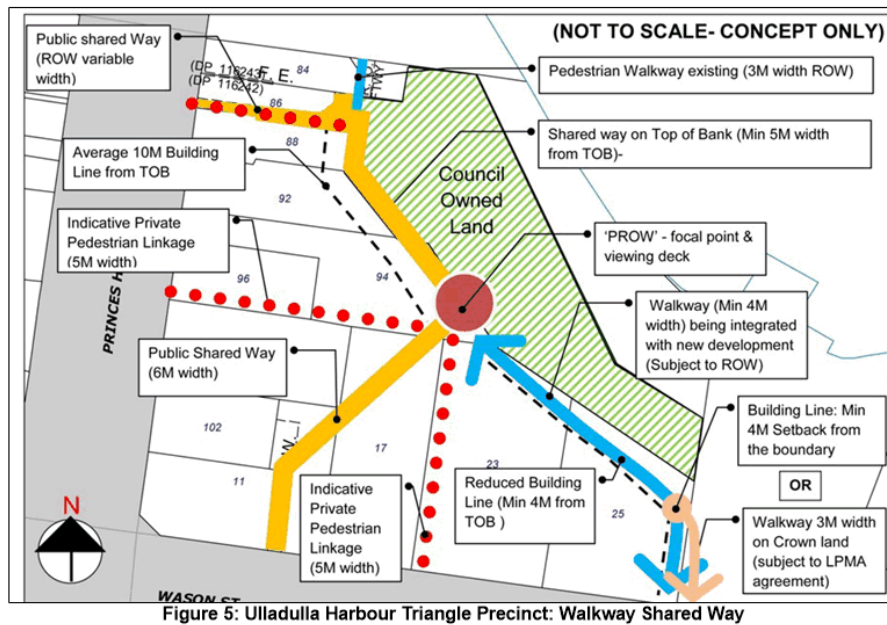 (NOT TO SCALE- CONCEPT ONLY)
Public shared Way
(ROW variable
width)
(DP 116243)
(DP 116242)
F. E.
84
86
Pedestrian Walkway existing (3M width ROW)
Shared way on Top of Bank (Min 5M width
from TOB)-
Average 10M Building
Line from TOB
88
92
Council
Owned
Land
Indicative Private
Pedestrian Linkage
(5M width)
'PROW' - focal point &
viewing deck
94
96
PRINCES H
Walkway (Min 4M
width) being integrated
with new development
(Subject to ROW)
Public Shared Way
(6M width)
Building Line: Min
4M Setback from
the boundary
OR
102
11
17
23
25
Indicative
Private
Pedestrian
Linkage
(5M width)
Reduced Building
Line (Min 4M from
TOB )
Walkway 3M width
on Crown land
(subject to LPMA
agreement)
N
WASON ST
Figure 5: Ulladulla Harbour Triangle Precinct: Walkway Shared Way